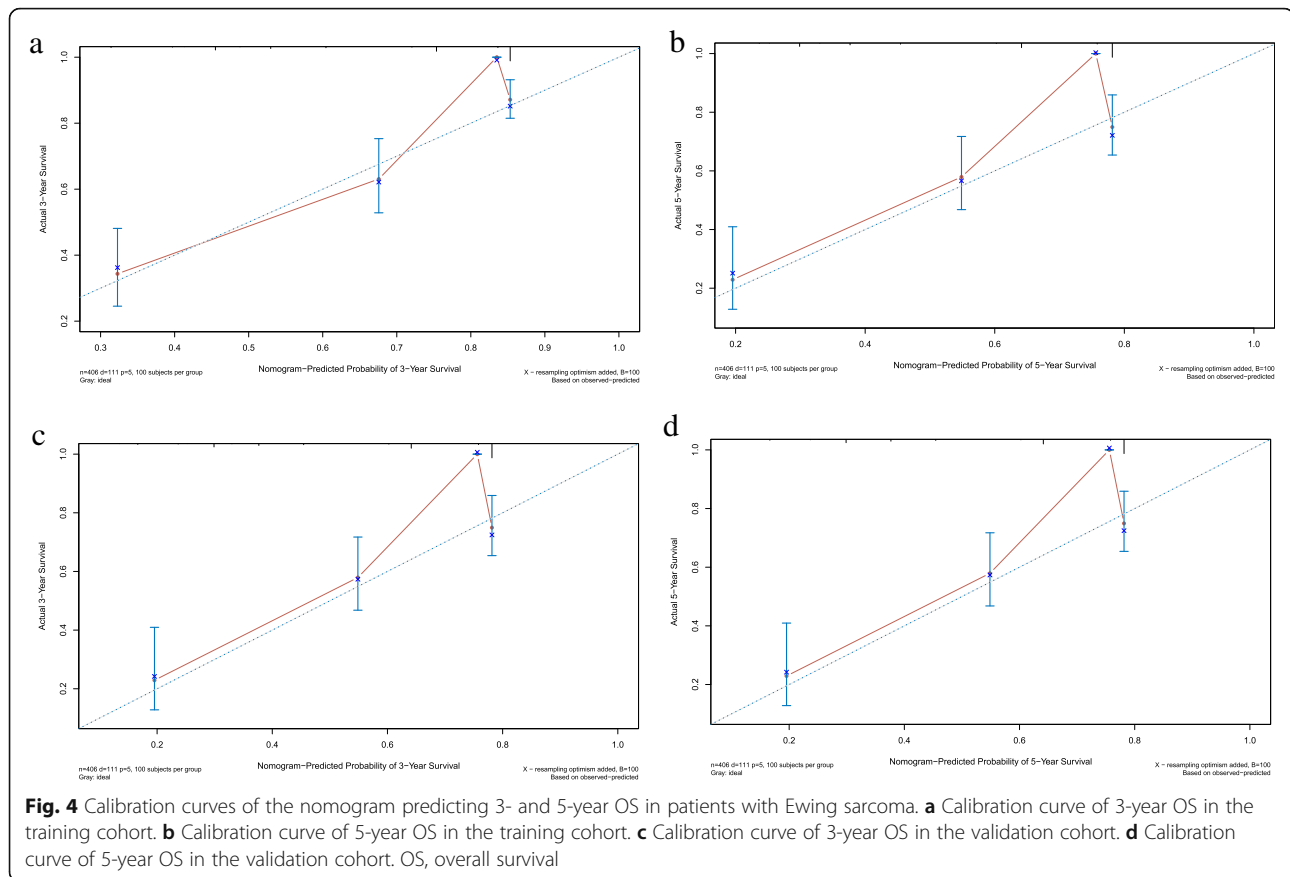 a
1.0
0.8
0.6
0.4
0.2
Actual 3−Year Survival
0.3 0.4 0.5 0.6 0.7 0.8 0.9 1.0
Nomogram−Predicted Probability of 3−Year Survival
n=406 d=111 p=5, 100 subjects per group
Gray: ideal
X − resampling optimism added, B=100
Based on observed−predicted
b
1.0
0.8
0.6
0.4
0.2
Actual 5−Year Survival
0.2 0.4 0.6 0.8 1.0
Nomogram−Predicted Probability of 5−Year Survival
n=406 d=111 p=5, 100 subjects per group
Gray: ideal
X − resampling optimism added, B=100
Based on observed−predicted
c
1.0
0.8
0.6
0.4
0.2
Actual 3−Year Survival
0.2 0.4 0.6 0.8 1.0
Nomogram−Predicted Probability of 3−Year Survival
n=406 d=111 p=5, 100 subjects per group
Gray: ideal
X − resampling optimism added, B=100
Based on observed−predicted
d
1.0
0.8
0.6
0.4
0.2
Actual 5−Year Survival
0.2 0.4 0.6 0.8 1.0
Nomogram−Predicted Probability of 5−Year Survival
n=406 d=111 p=5, 100 subjects per group
Gray: ideal
X − resampling optimism added, B=100
Based on observed−predicted
Fig. 4 Calibration curves of the nomogram predicting 3- and 5-year OS in patients with Ewing sarcoma. a Calibration curve of 3-year OS in the
training cohort. b Calibration curve of 5-year OS in the training cohort. c Calibration curve of 3-year OS in the validation cohort. d Calibration
curve of 5-year OS in the validation cohort. OS, overall survival